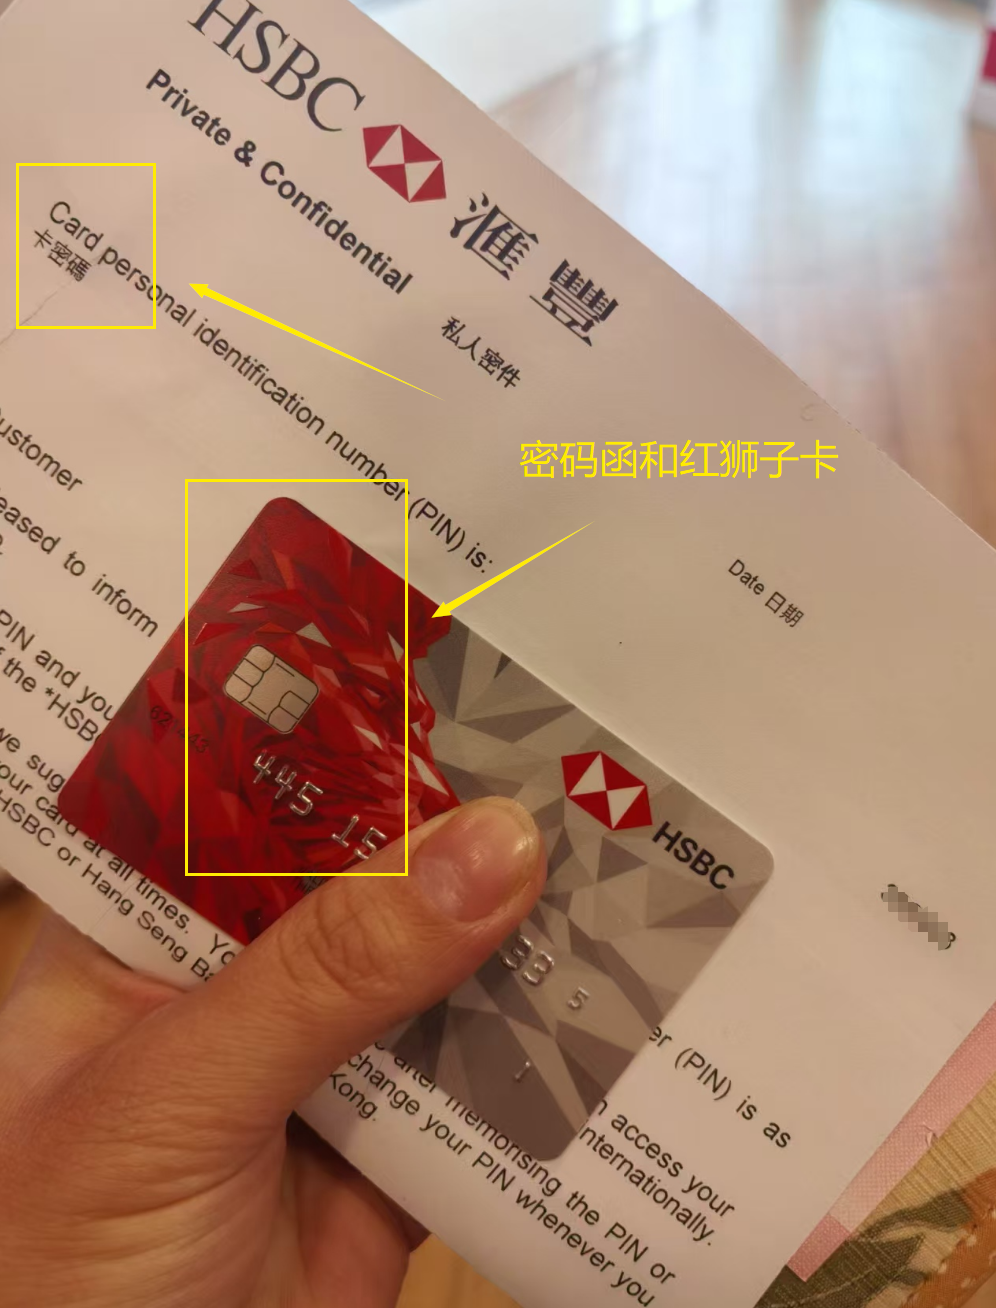 HSBC
滙豐
Private & Confidential
私人密件
Card personal identification number (PIN) is:
卡密碼
Date 日期
密码函和红狮子卡
ustomer
eased to inform
PIN and you
the *HSB
ve sug
your card at all times.
HSBC or Hang Seng Ba
445 15
HSBC
33 5
er (PIN) is as
access your
nternationally.
after memorising the PIN or
change your PIN whenever you
Kong.